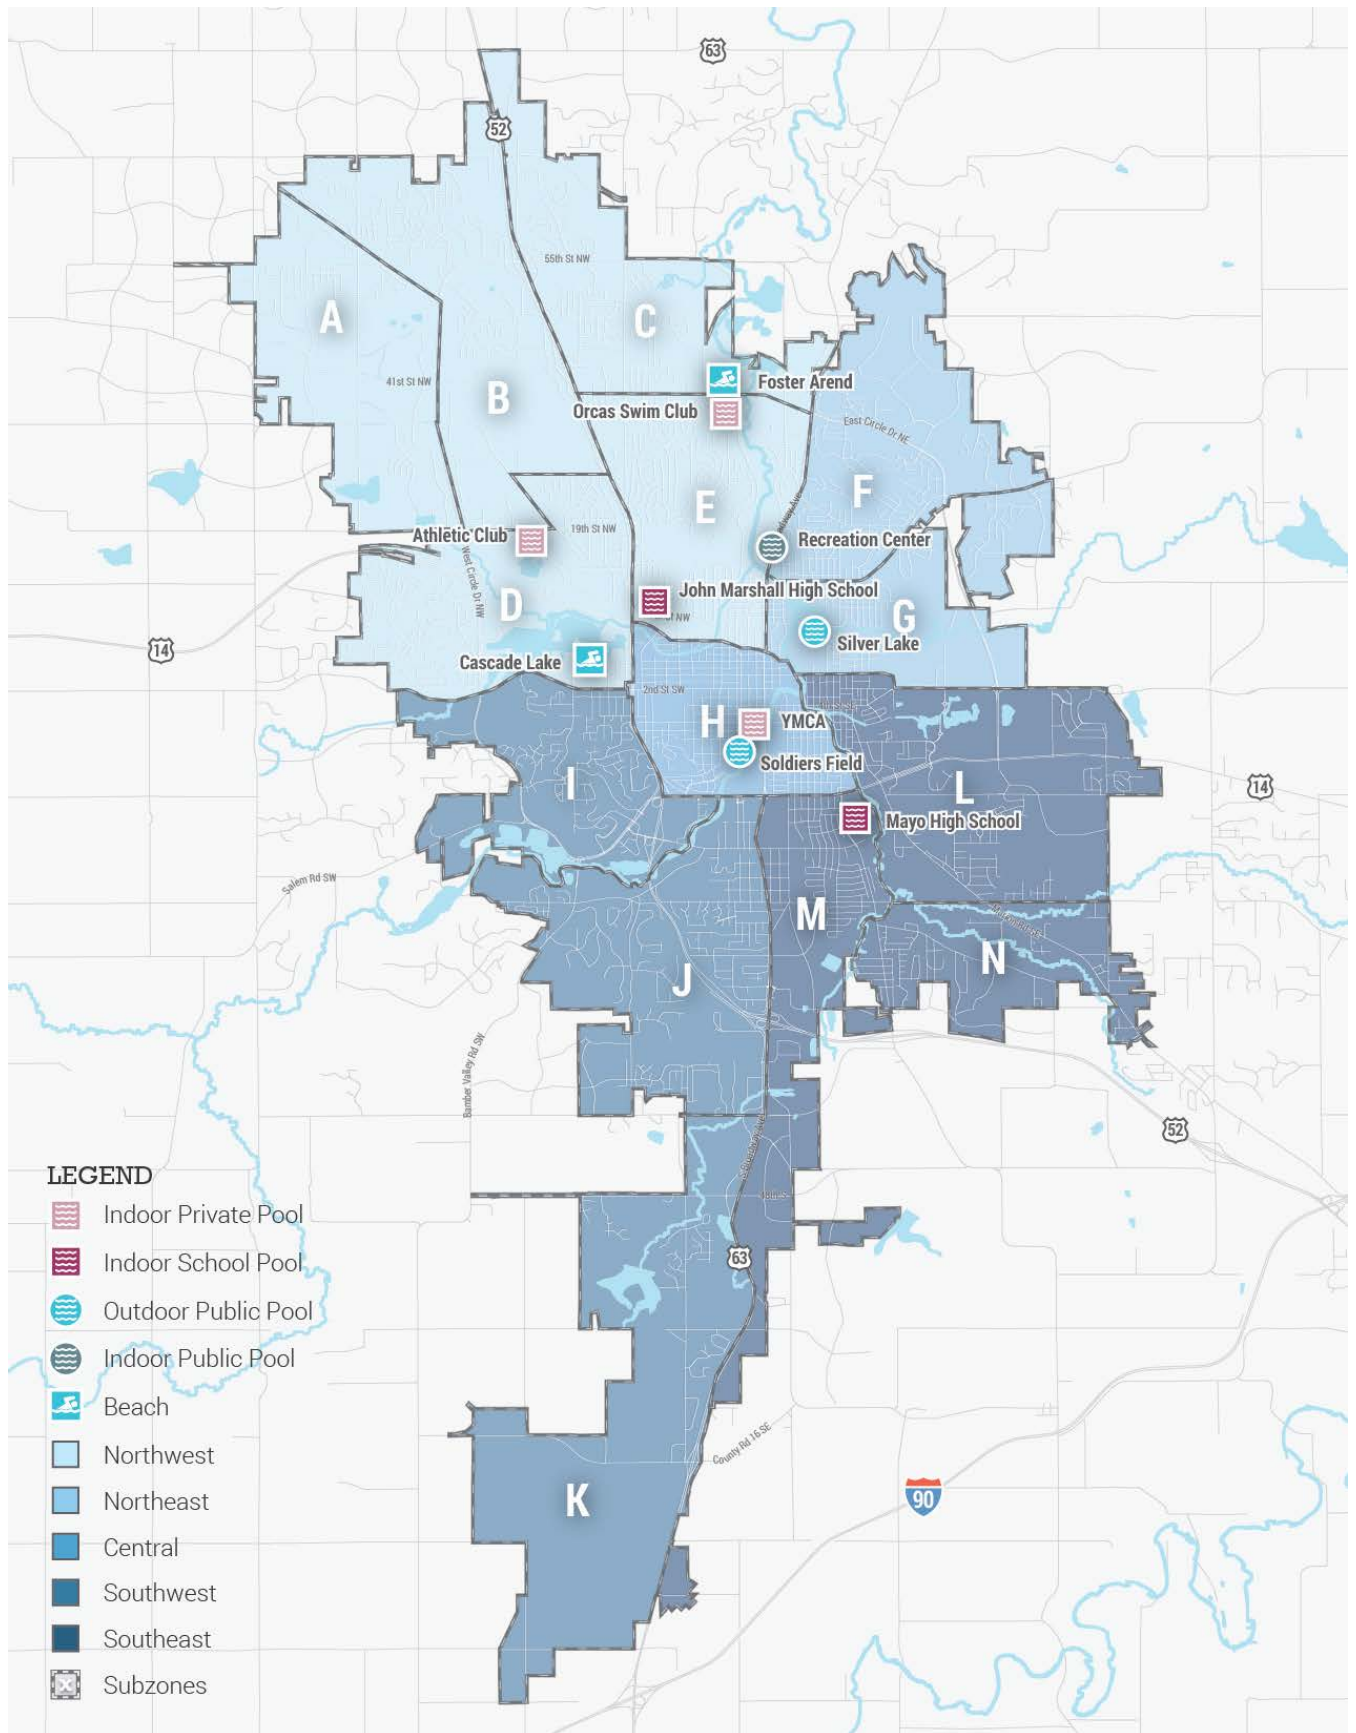 63
52
55th St NW
A
C
41st St NW
B
Foster Arend
Orcas Swim Club
East Circle Dr NE
E
F
Athletic Club
19th St NW
Recreation Center
West Circle Dr NW
D
John Marshall High School
G
14
Silver Lake
Cascade Lake
2nd St SW
H
YMCA
Soldiers Field
I
L
14
Mayo High School
Salem Rd SW
M
J
N
Bamber Valley Rd SW
52
63
County Rd 16 SE
K
90
LEGEND
Indoor Private Pool
Indoor School Pool
Outdoor Public Pool
Indoor Public Pool
Beach
Northwest
Northeast
Central
Southwest
Southeast
x
Subzones